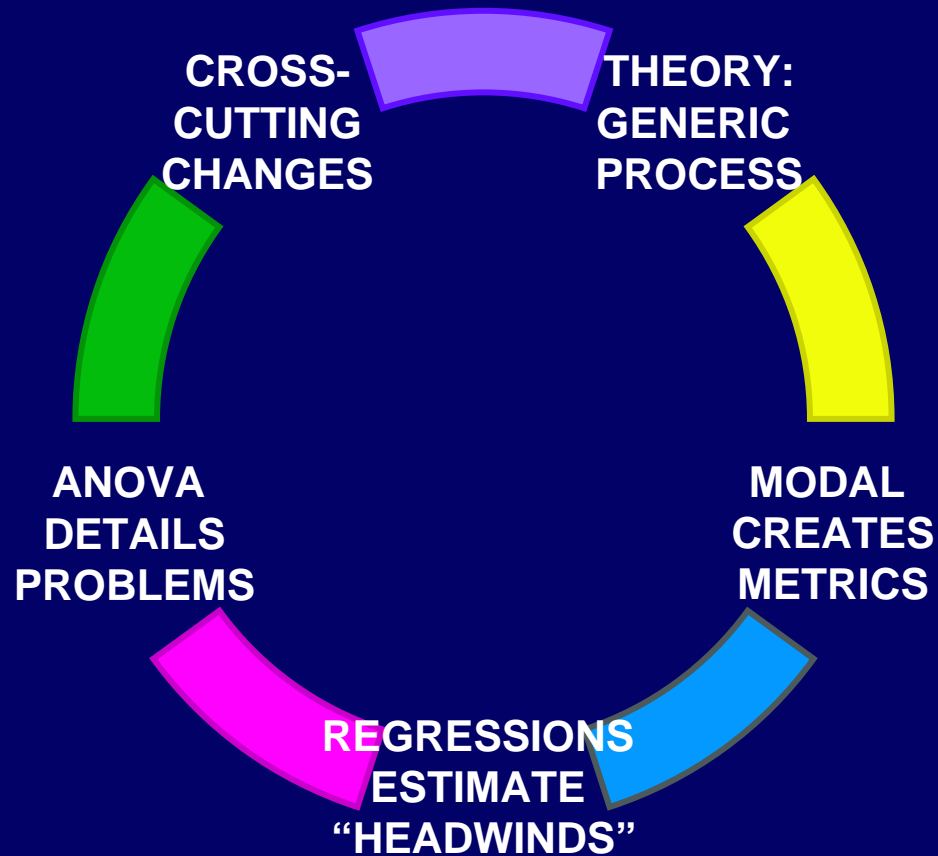 CROSS-
CUTTING
CHANGES
THEORY:
GENERIC
PROCESS
ANOVA
DETAILS
PROBLEMS
MODAL
CREATES
METRICS
REGRESSIONS
ESTIMATE
“HEADWINDS”